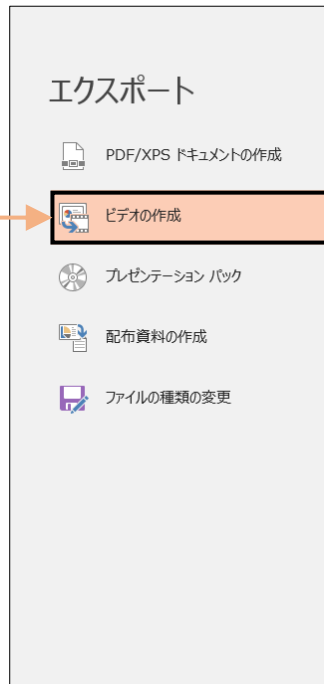 エクスポート
PDF/XPS ドキュメントの作成
ビデオの作成
プレゼンテーション パック
配布資料の作成
ファイルの種類の変更